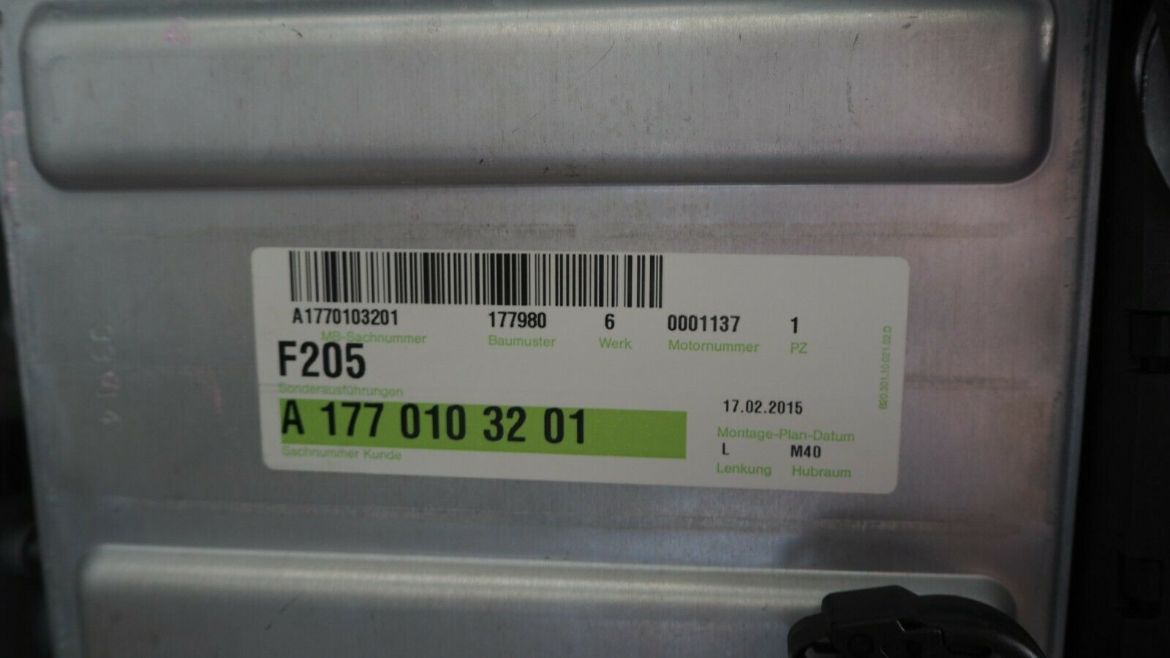 A1770103201 177980 6 0001137 1
MB-Sachnummer Baumuster Werk Motornummer PZ
F205
Sonderausführungen
A 177 010 32 01
Sachnummer Kunde
17.02.2015
Montage-Plan-Datum
L M40
Lenkung Hubraum